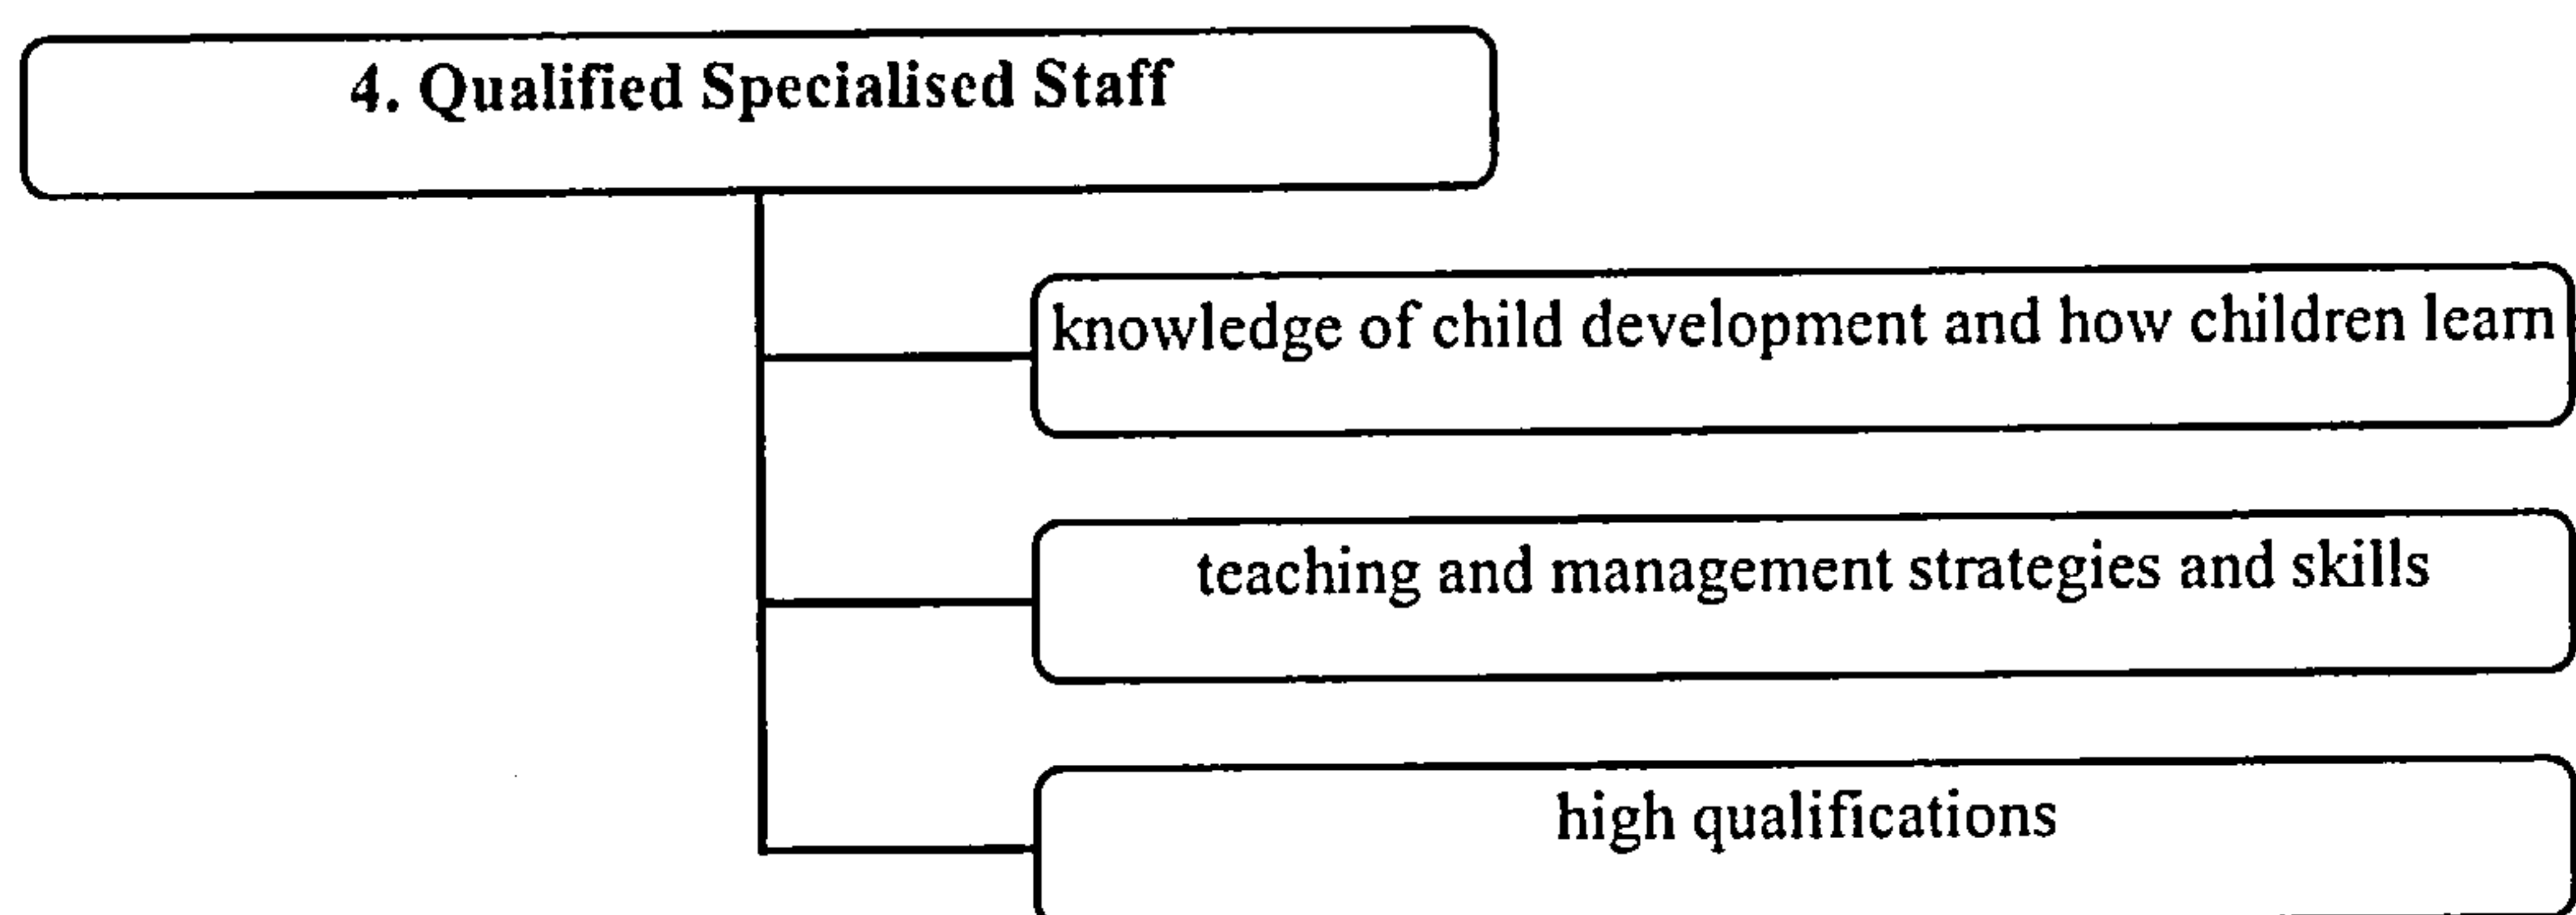 4. Qualified Specialised Staff
knowledge of child development and how children learn
teaching and management strategies and skills
high qualifications